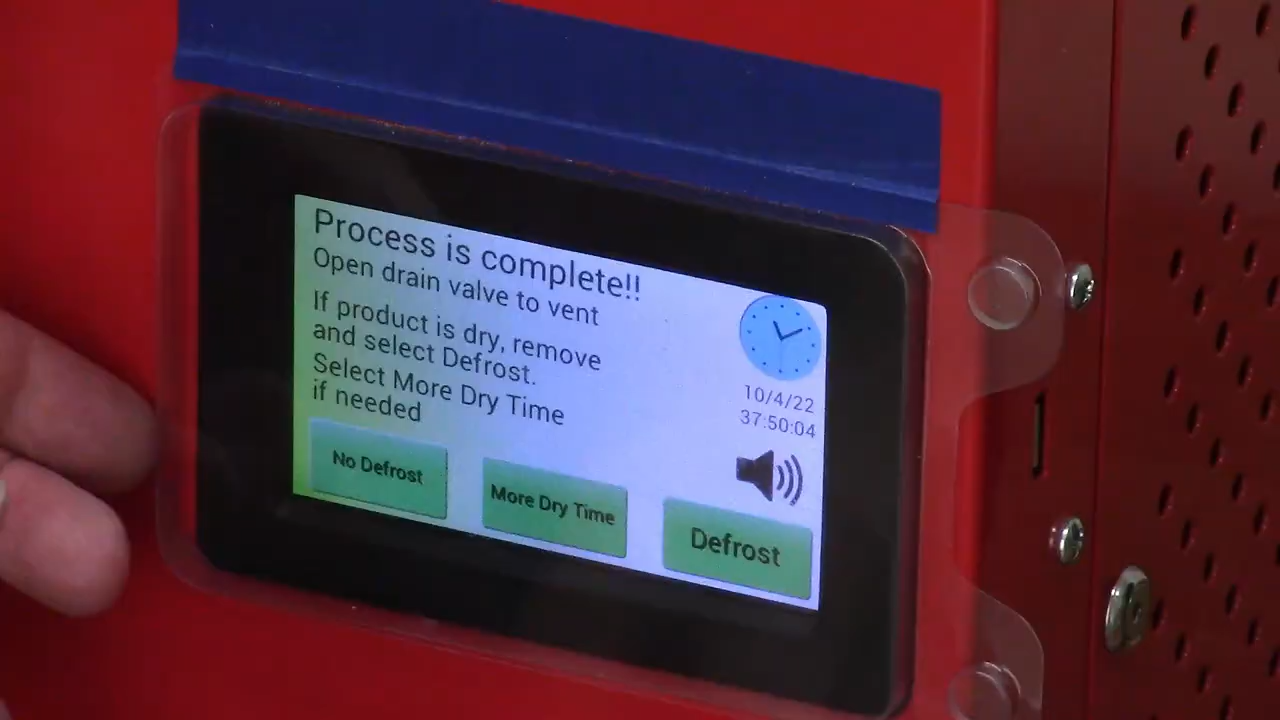 Process is complete!!
Open drain valve to vent
If product is dry, remove
and select Defrost.
Select More Dry Time
if needed
10/4/22
37:50:04
No Defrost
More Dry Time
Defrost